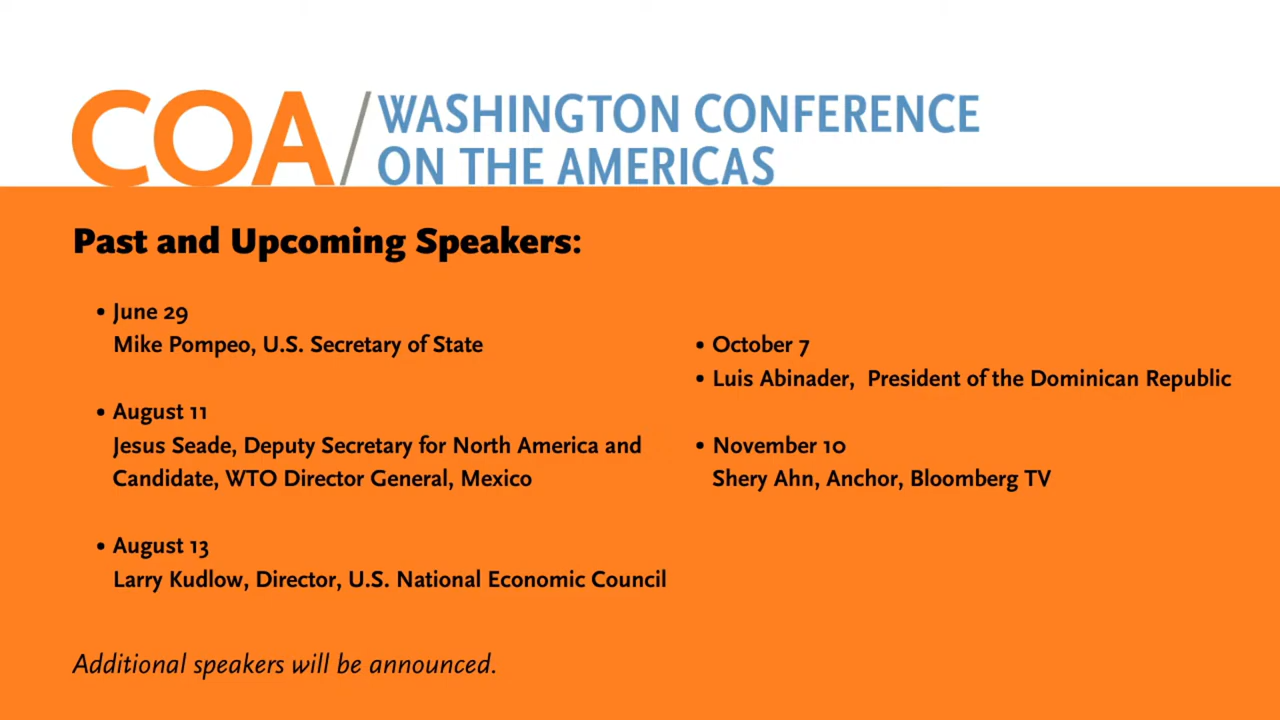 COA/WASHINGTON CONFERENCE
ON THE AMERICAS
Past and Upcoming Speakers:
• June 29
Mike Pompeo, U.S. Secretary of State
• August 11
Jesus Seade, Deputy Secretary for North America and
Candidate, WTO Director General, Mexico
• August 13
Larry Kudlow, Director, U.S. National Economic Council
• October 7
• Luis Abinader, President of the Dominican Republic
• November 10
Shery Ahn, Anchor, Bloomberg TV
Additional speakers will be announced.